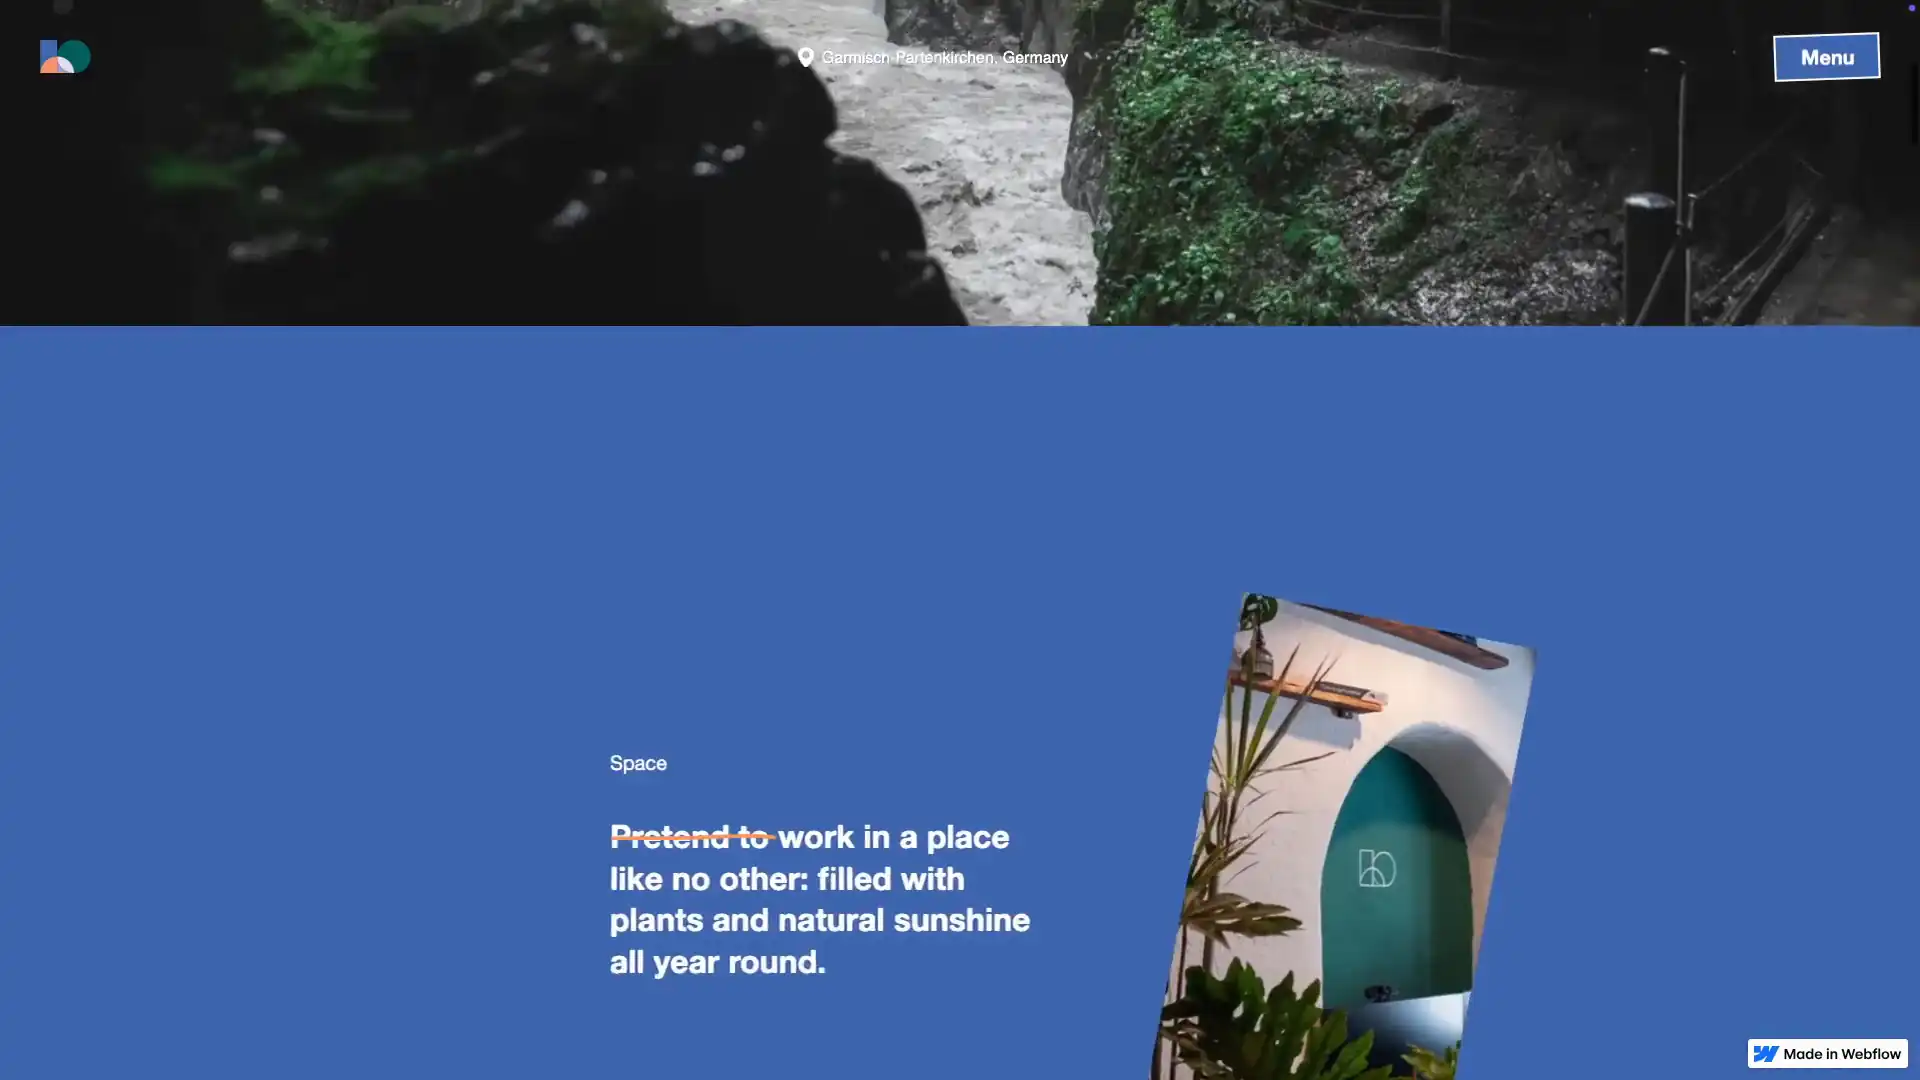 Garmisch-Partenkirchen, Germany
Menu
Space
Pretend to work in a place
like no other: filled with
plants and natural sunshine
all year round.
Made in Webflow